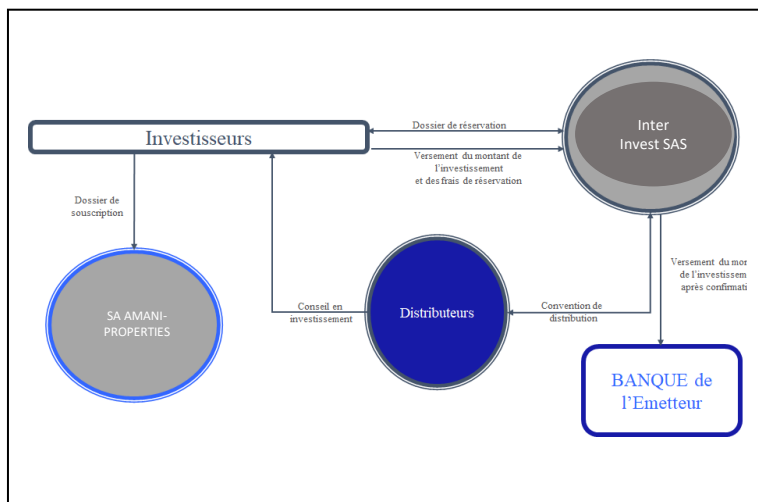 Inter
Invest SAS
Dossier de réservation
Investisseurs
Versement du montant de
l'investissement
et des frais de réservation
Dossier de
souscription
Versement du mon
de l'investissem
après confirmati
SA AMANI-
PROPERTIES
Conseil en
investissement
Distributeurs
Convention de
distribution
BANQUE de
l'Emetteur